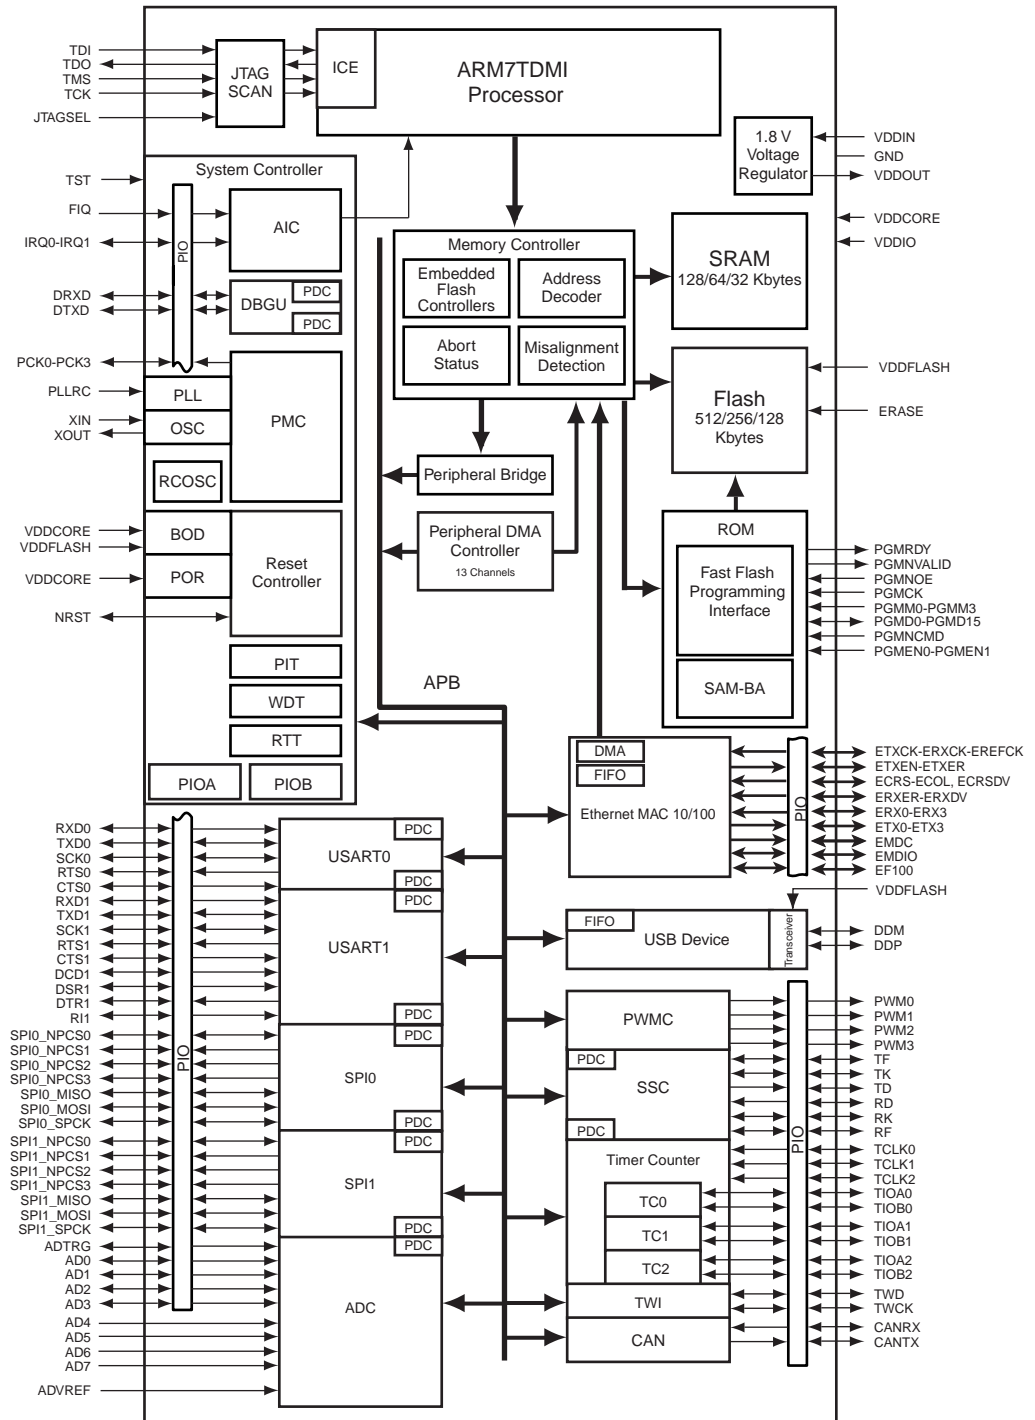 TDI
TDO
TMS
TCK
JTAGSEL
JTAG
SCAN
ICE
ARM7TDMI
Processor
1.8 V
Voltage
Regulator
VDDIN
GND
VDDOUT
VDDCORE
VDDIO
System Controller
TST
FIQ
IRQ0-IRQ1
PIO
AIC
DRXD
DTXD
DBGU
PDC
PDC
PCK0-PCK3
PLLRC
PLL
XIN
XOUT
OSC
RCOSC
PMC
VDDCORE
VDDFLASH
BOD
VDDCORE
POR
NRST
Reset
Controller
PIT
WDT
RTT
PIOA
PIOB
Memory Controller
Embedded
Flash
Controllers
Address
Decoder
Abort
Status
Misalignment
Detection
SRAM
128/64/32 Kbytes
Flash
512/256/128
Kbytes
VDDFLASH
ERASE
Peripheral Bridge
Peripheral DMA
Controller
13 Channels
ROM
Fast Flash
Programming
Interface
SAM-BA
PGMRDY
PGMNVALID
PGMNOE
PGMCK
PGMM0-PGMM3
PGMD0-PGMD15
PGMNCMD
PGMEN0-PGMEN1
APB
DMA
FIFO
Ethernet MAC 10/100
PIO
ETXCK-ERXCK-EREFCK
ETXEN-ETXER
ECRS-ECOL, ECRSDV
ERXER-ERXDV
ERX0-ERX3
ETX0-ETX3
EMDC
EMDIO
EF100
VDDFLASH
FIFO
USB Device
Transceiver
DDM
DDP
RXD0
TXD0
SCK0
RTS0
CTS0
RXD1
TXD1
SCK1
RTS1
CTS1
DCD1
DSR1
DTR1
RI1
SPI0_NPCS0
SPI0_NPCS1
SPI0_NPCS2
SPI0_NPCS3
SPI0_MISO
SPI0_MOSI
SPI0_SPCK
SPI1_NPCS0
SPI1_NPCS1
SPI1_NPCS2
SPI1_NPCS3
SPI1_MISO
SPI1_MOSI
SPI1_SPCK
ADTRG
AD0
AD1
AD2
AD3
AD4
AD5
AD6
AD7
ADVREF
PIO
PDC
USART0
PDC
PDC
USART1
PDC
PDC
SPI0
PDC
PDC
SPI1
PDC
PDC
ADC
PWMC
PDC
SSC
PDC
Timer Counter
TC0
TC1
TC2
TWI
CAN
PIO
PWM0
PWM1
PWM2
PWM3
TF
TK
TD
RD
RK
RF
TCLK0
TCLK1
TCLK2
TIOA0
TIOB0
TIOA1
TIOB1
TIOA2
TIOB2
TWD
TWCK
CANRX
CANTX